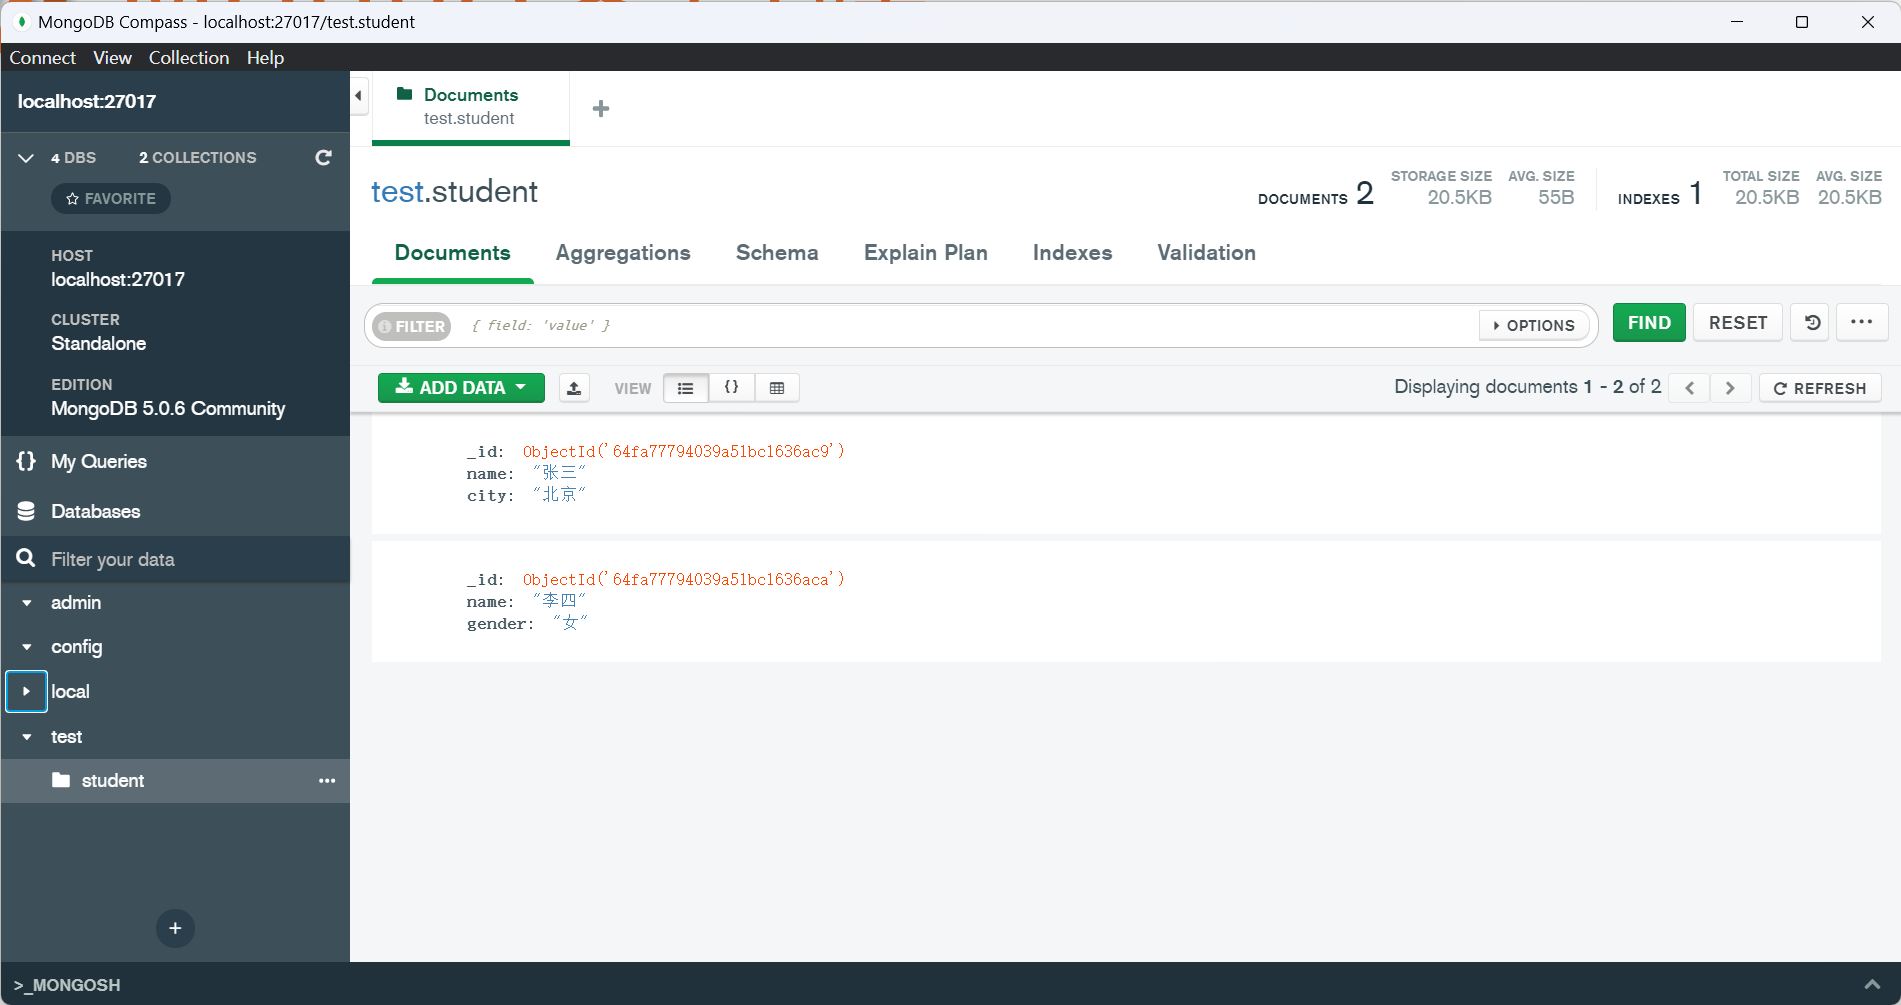 MongoDB Compass - localhost:27017/test.student
Connect View Collection Help
localhost:27017
4 DBS 2 COLLECTIONS
FAVORITE
HOST
localhost:27017
CLUSTER
Standalone
EDITION
MongoDB 5.0.6 Community
{} My Queries
Databases
Filter your data
admin
config
local
test
student
Documents
test.student
test.student
DOCUMENTS 2
STORAGE SIZE
20.5KB
AVG. SIZE
55B
INDEXES 1
TOTAL SIZE
20.5KB
AVG. SIZE
20.5KB
Documents Aggregations Schema Explain Plan Indexes Validation
FILTER { field: 'value' } OPTIONS FIND RESET
ADD DATA VIEW {} Displaying documents 1 - 2 of 2 REFRESH
_id: ObjectId('64fa77794039a51bc1636ac9')
name: "张三"
city: "北京"
_id: ObjectId('64fa77794039a51bc1636aca')
name: "李四"
gender: "女"
>_MONGOSH